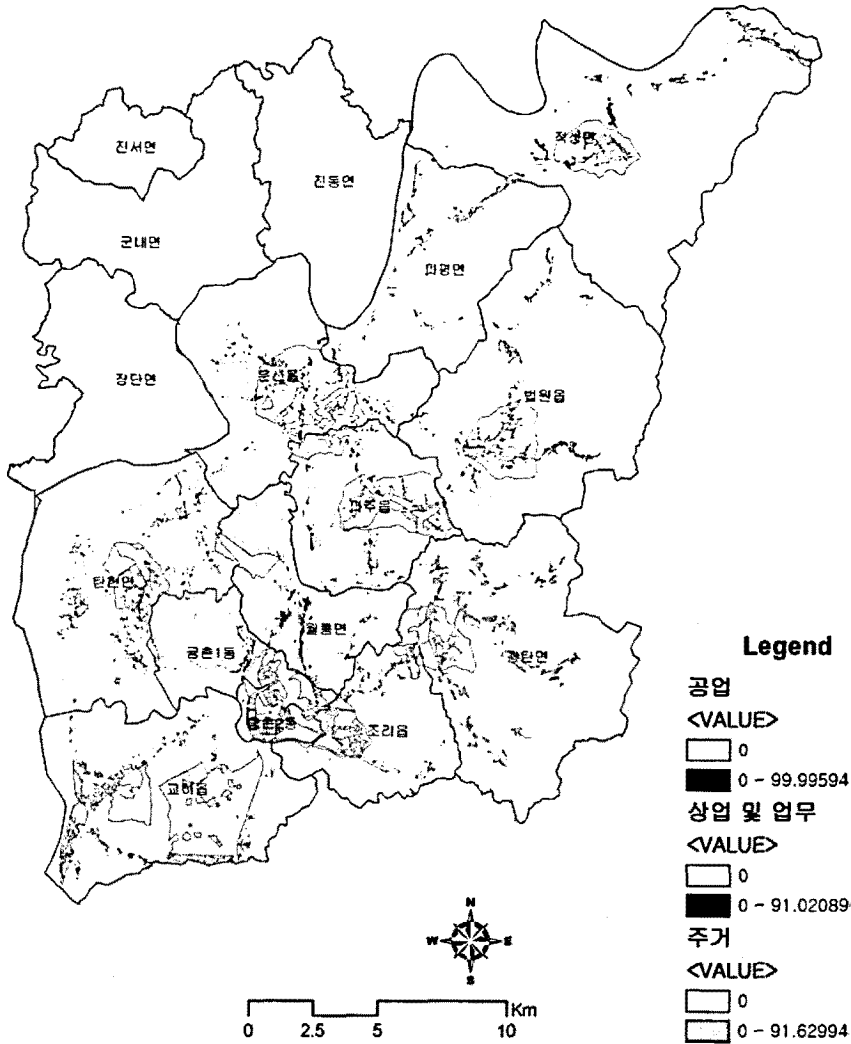 적성면
진서면
진동면
군내면
파평면
장단면
문산읍
법원읍
파주읍
탄현면
월롱면
금촌1동
광탄면
금촌2동
조리읍
교하읍
Legend
공업
<VALUE>
0
0 - 99.99594
상업 및 업무
<VALUE>
0
0 - 91.02089
주거
<VALUE>
0
0 - 91.62994
N
W E
S
Km
0 2.5 5 10